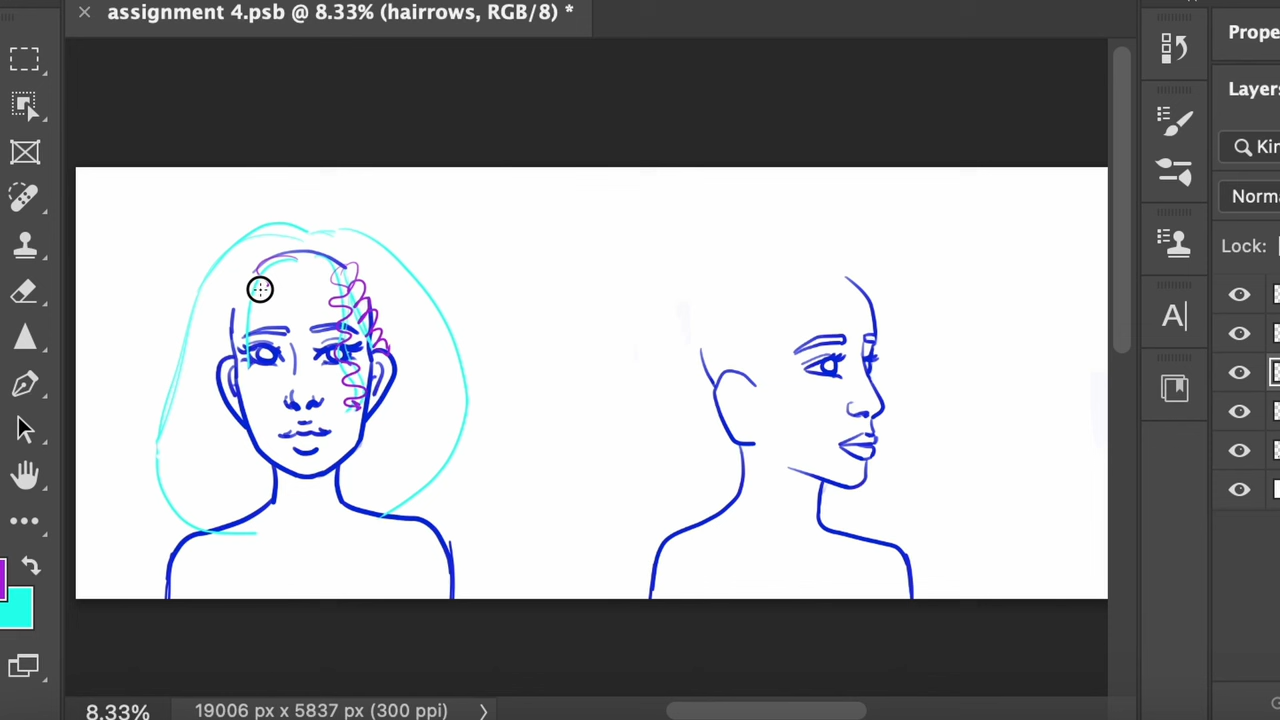 assignment 4.psb @ 8.33% (hairrows, RGB/8) *
Prope
Layers
Kin
Norma
Lock:
A
8.33%
19006 px x 5837 px (300 ppi)